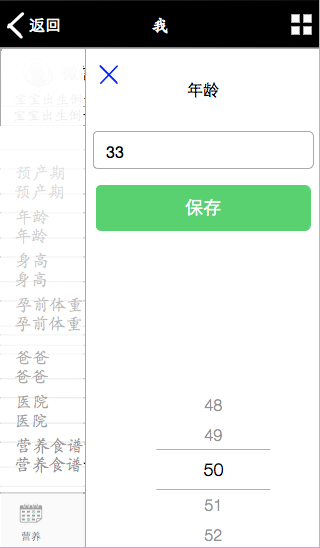 返回
我
年龄
33
保存
宝宝出生倒
宝宝出生倒
预产期
预产期
年龄
年龄
身高
身高
孕前体重
孕前体重
爸爸
爸爸
医院
医院
营养食谱
营养食谱
48
49
50
51
52
营养